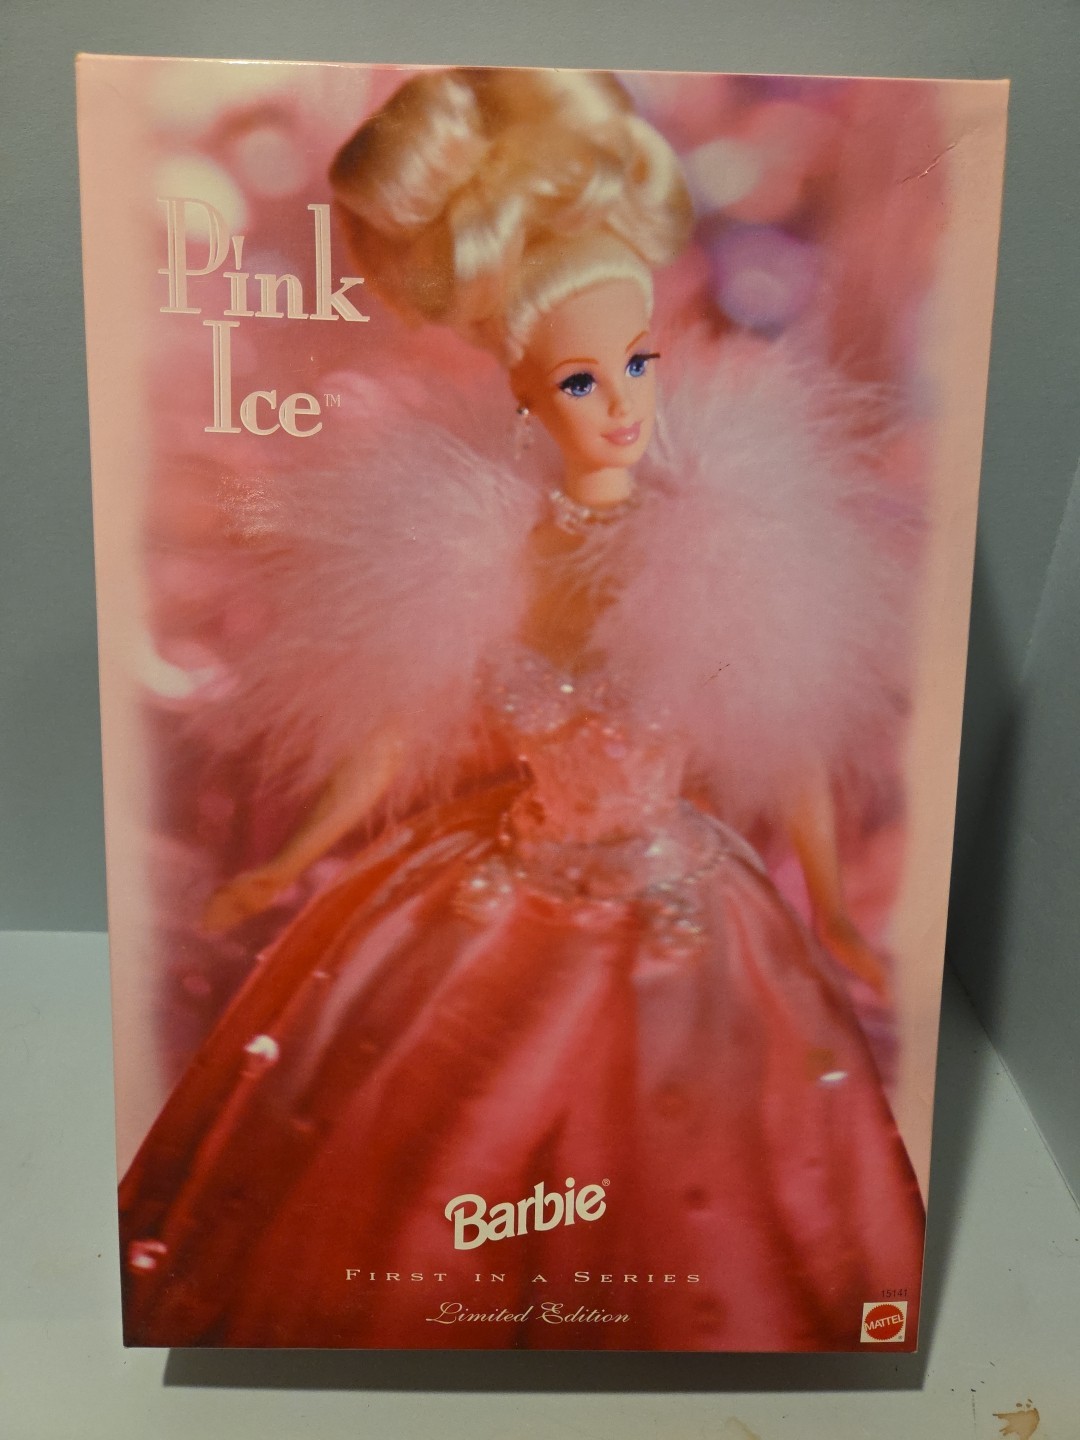 Pink
Ice™
Barbie®
FIRST IN A SERIES
Limited Edition
15141
MATTEL
®